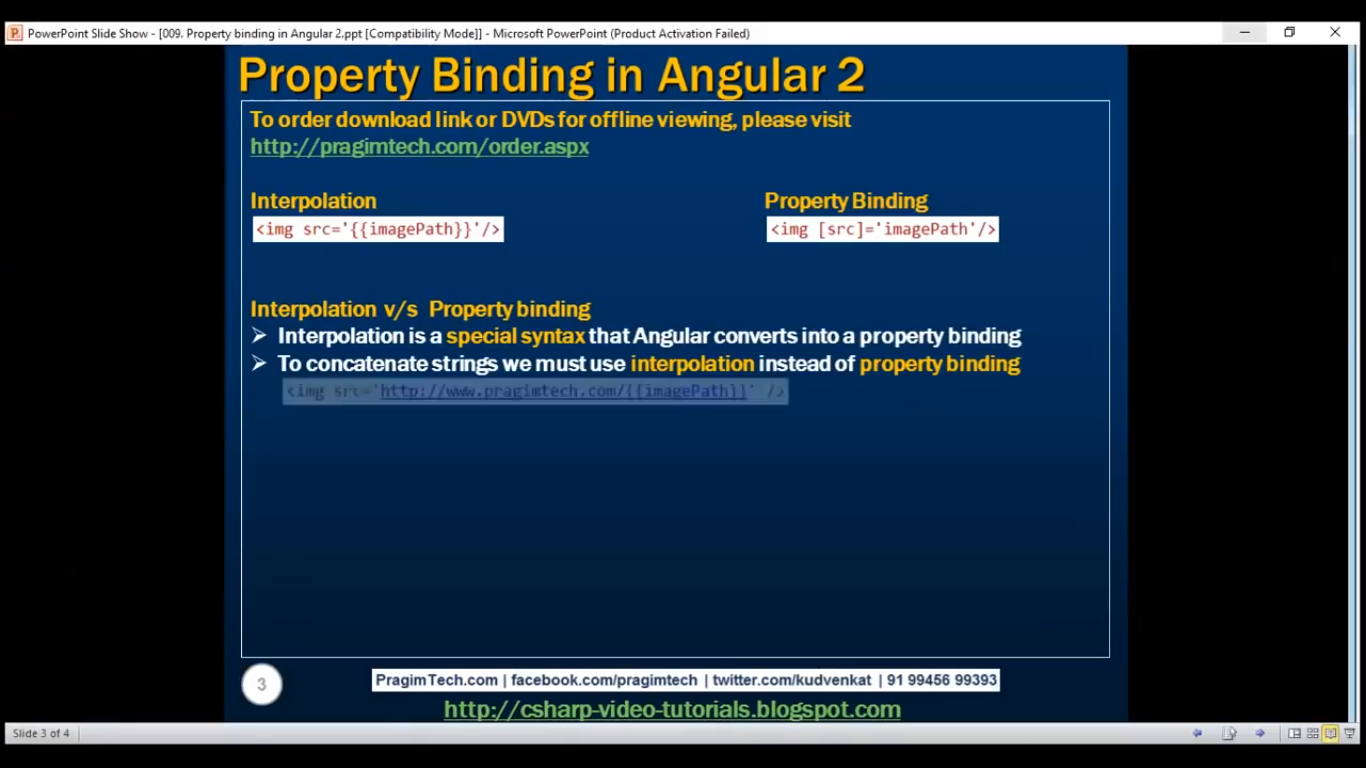 PowerPoint Slide Show - [009. Property binding in Angular 2.ppt [Compatibility Mode]] - Microsoft PowerPoint (Product Activation Failed)
Property Binding in Angular 2
To order download link or DVDs for offline viewing, please visit
http://pragimtech.com/order.aspx
Interpolation
Property Binding
<img src='{{imagePath}}'/>
<img [src]='imagePath'/>
Interpolation v/s Property binding
➢ Interpolation is a special syntax that Angular converts into a property binding
➢ To concatenate strings we must use interpolation instead of property binding
<img src='http://www.pragimtech.com/{{imagePath}}' />
3
PragimTech.com | facebook.com/pragimtech | twitter.com/kudvenkat | 91 99456 99393
http://csharp-video-tutorials.blogspot.com
Slide 3 of 4